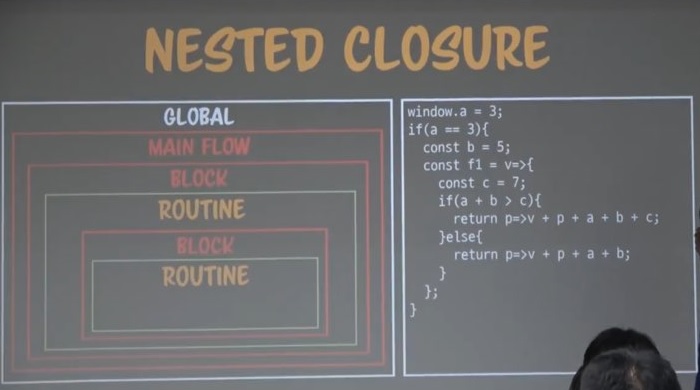 NESTED CLOSURE
GLOBAL
MAIN FLOW
BLOCK
ROUTINE
BLOCK
ROUTINE
window.a = 3;
if(a == 3){
  const b = 5;
  const f1 = v=>{
    const c = 7;
    if(a + b > c){
      return p=>v + p + a + b + c;
    }else{
      return p=>v + p + a + b;
    }
  };
}